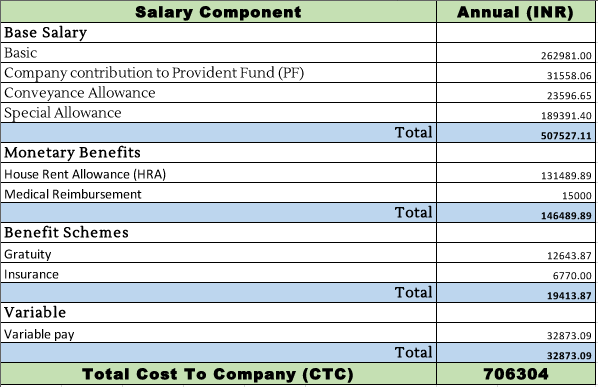 Salary Component Annual (INR)
Base Salary
Basic 262981.00
Company contribution to Provident Fund (PF) 31558.06
Conveyance Allowance 23596.65
Special Allowance 189391.40
Total 507527.11
Monetary Benefits
House Rent Allowance (HRA) 131489.89
Medical Reimbursement 15000
Total 146489.89
Benefit Schemes
Gratuity 12643.87
Insurance 6770.00
Total 19413.87
Variable
Variable pay 32873.09
Total 32873.09
Total Cost To Company (CTC) 706304